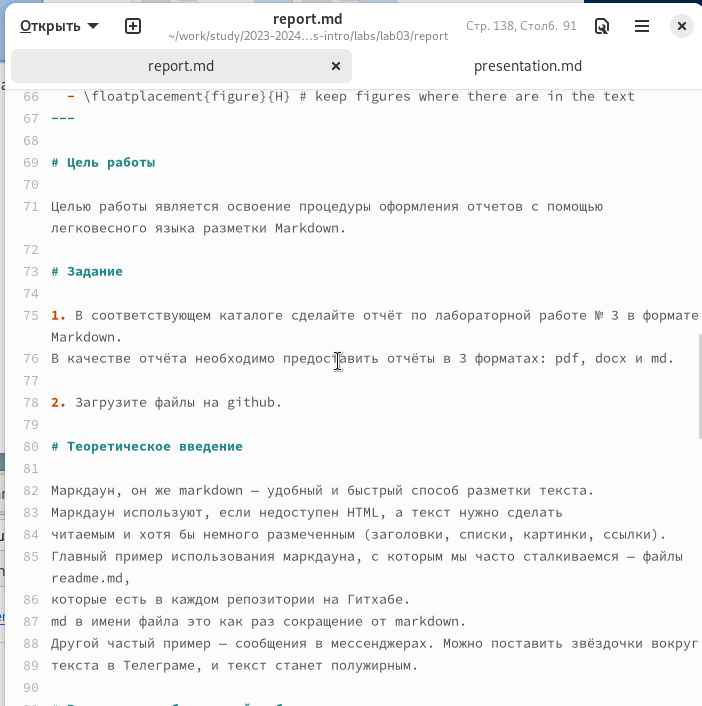 Открыть
report.md
~/work/study/2023-2024...s-intro/labs/lab03/report
Стр. 138, Столб. 91
report.md
presentation.md
66 - \floatplacement{figure}{H} # keep figures where there are in the text
67 ---
68
69 # Цель работы
70
71 Целью работы является освоение процедуры оформления отчетов с помощью
легковесного языка разметки Markdown.
72
73 # Задание
74
75 1. В соответствующем каталоге сделайте отчёт по лабораторной работе № 3 в формате
Markdown.
76 В качестве отчёта необходимо предоставить отчёты в 3 форматах: pdf, docx и md.
77
78 2. Загрузите файлы на github.
79
80 # Теоретическое введение
81
82 Маркдаун, он же markdown — удобный и быстрый способ разметки текста.
83 Маркдаун используют, если недоступен HTML, а текст нужно сделать
84 читаемым и хотя бы немного размеченным (заголовки, списки, картинки, ссылки).
85 Главный пример использования маркдауна, с которым мы часто сталкиваемся — файлы
readme.md,
86 которые есть в каждом репозитории на Гитхабе.
87 md в имени файла это как раз сокращение от markdown.
88 Другой частый пример — сообщения в мессенджерах. Можно поставить звёздочки вокруг
89 текста в Телеграме, и текст станет полужирным.
90